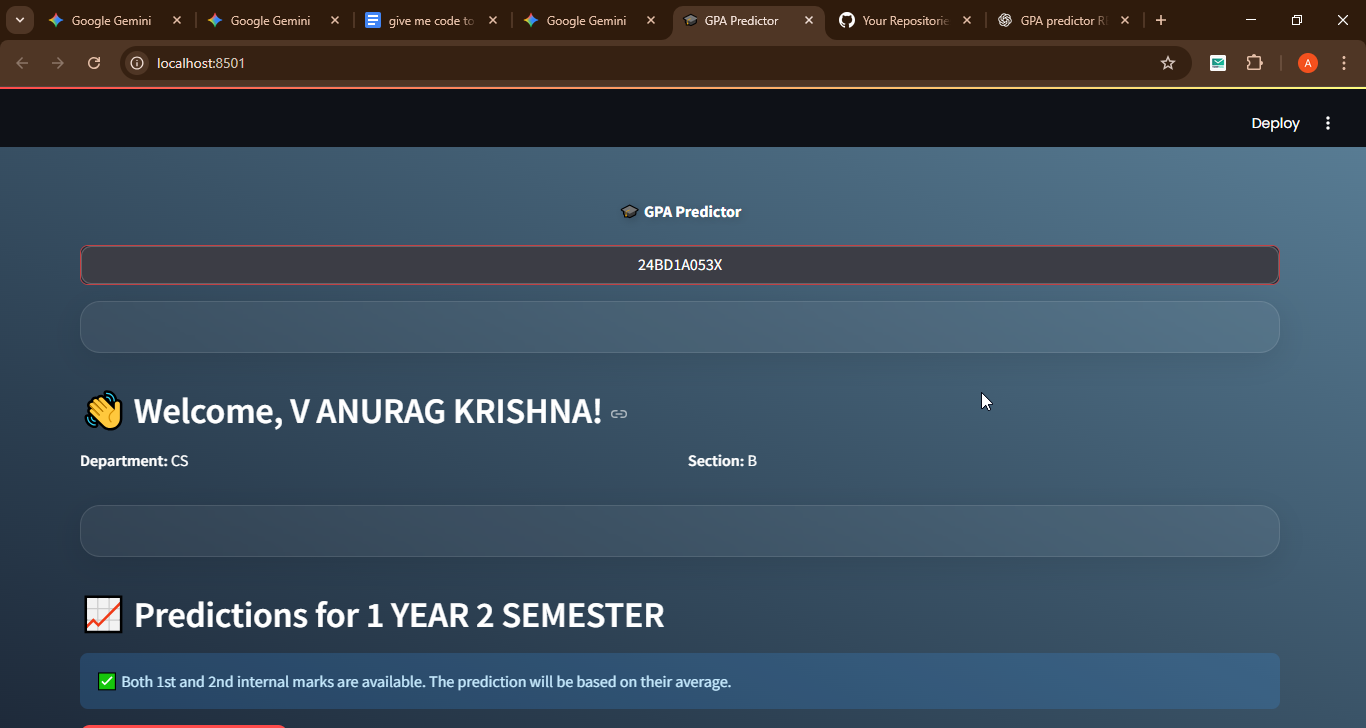 Google Gemini
Google Gemini
give me code to
Google Gemini
GPA Predictor
Your Repositorie
GPA predictor
localhost:8501
A
Deploy
🎓 GPA Predictor
24BD1A053X
👋 Welcome, V ANURAG KRISHNA!
Department: CS
Section: B
📈 Predictions for 1 YEAR 2 SEMESTER
✅ Both 1st and 2nd internal marks are available. The prediction will be based on their average.